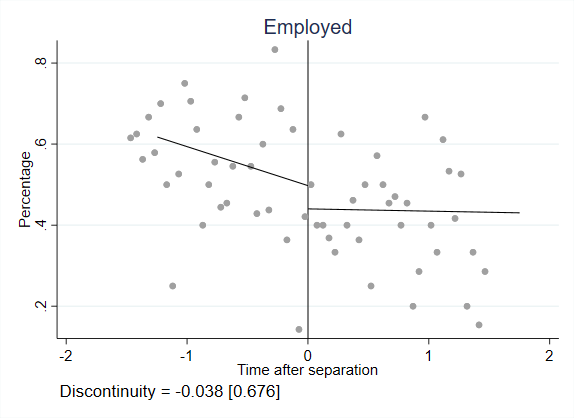 Employed
.8
.6
.4
.2
Percentage
-2 -1 0 1 2
Time after separation
Discontinuity = -0.038 [0.676]